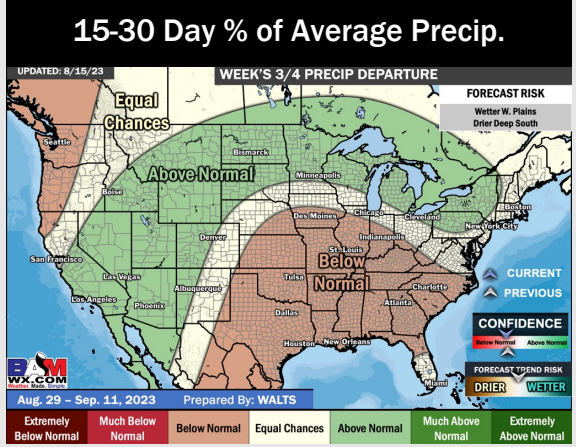 15-30 Day % of Average Precip.
UPDATED: 8/15/23
WEEK'S 3/4 PRECIP DEPARTURE
FORECAST RISK
Wetter W. Plains
Drier Deep South
Equal
Chances
Seattle
Bismarck
Above Normal
Minneapolis
Boise
Boston
Des Moines
Chicago
Cleveland
New York City
Denver
Indianapolis
San Francisco
St. Louis
Below
Normal
Las Vegas
Tulsa
Albuquerque
Charlotte
Los Angeles
Phoenix
Atlanta
Dallas
Houston
New Orleans
Miami
CURRENT
PREVIOUS
CONFIDENCE
Below Normal Above Normal
FORECAST TREND RISK
DRIER WETTER
BAM
WX.COM
Weather. Made. Simple.
Aug. 29 – Sep. 11, 2023 Prepared By: WALTS
Extremely
Below Normal
Much Below
Normal
Below Normal
Equal Chances
Above Normal
Much Above
Normal
Extremely
Above Normal